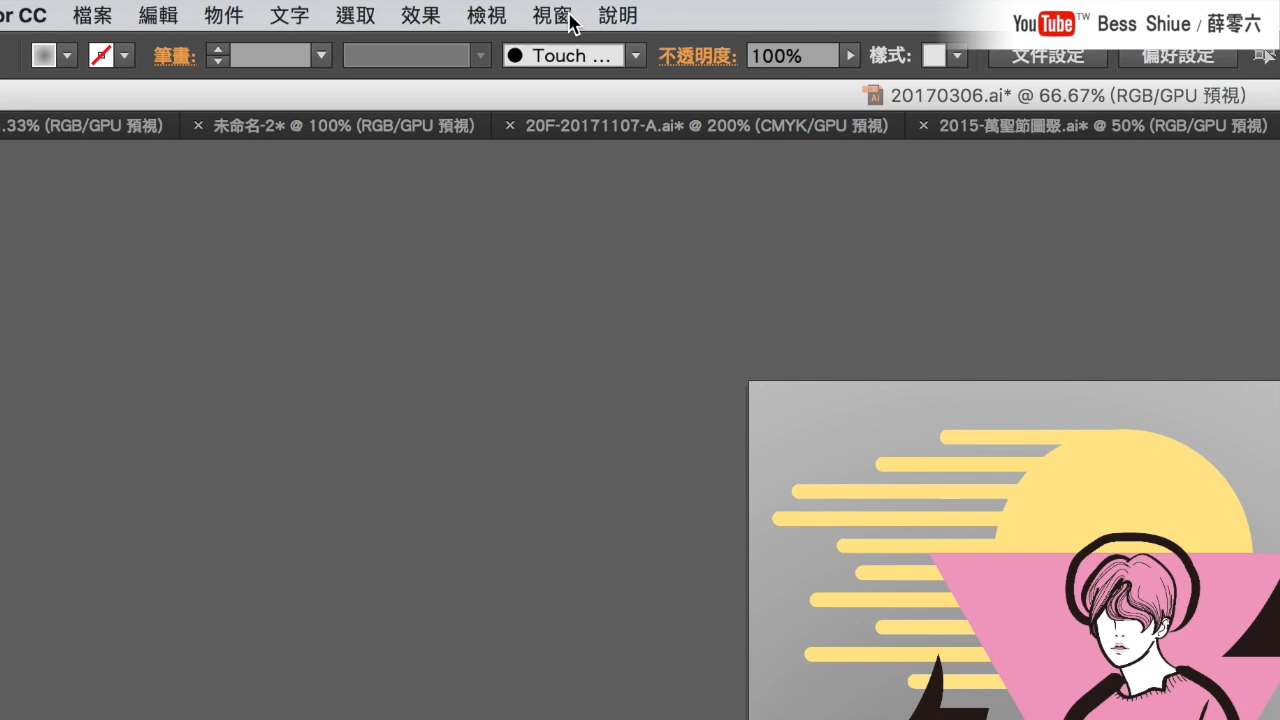 or CC 檔案 編輯 物件 文字 選取 效果 檢視 視窗 說明
YouTube TW Bess Shiue / 薛零六
筆畫: Touch ... 不透明度: 100% 樣式: 文件設定 偏好設定
20170306.ai* @ 66.67% (RGB/GPU 預視)
.33% (RGB/GPU 預視) × 未命名-2* @ 100% (RGB/GPU 預視) × 20F-20171107-A.ai* @ 200% (CMYK/GPU 預視) × 2015-萬聖節圖聚.ai* @ 50% (RGB/GPU 預視)